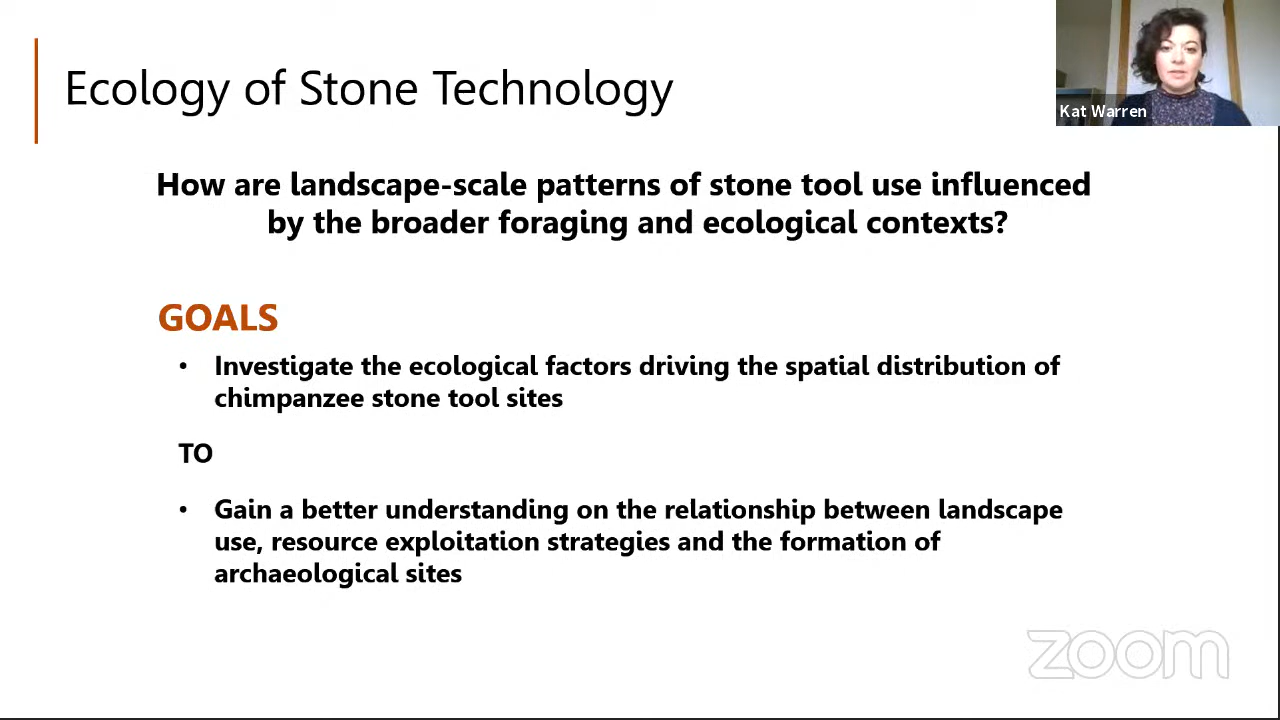 Ecology of Stone Technology
Kat Warren
How are landscape-scale patterns of stone tool use influenced
by the broader foraging and ecological contexts?
GOALS
• Investigate the ecological factors driving the spatial distribution of
chimpanzee stone tool sites
TO
• Gain a better understanding on the relationship between landscape
use, resource exploitation strategies and the formation of
archaeological sites
zoom